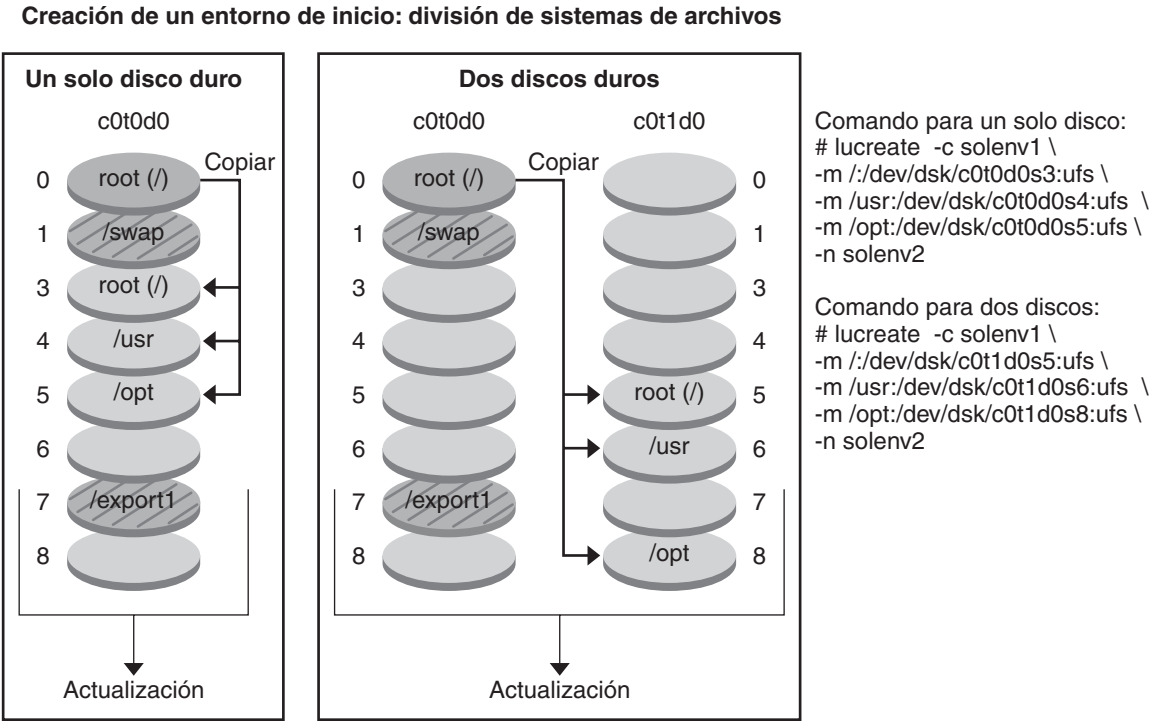 Creación de un entorno de inicio: división de sistemas de archivos
Un solo disco duro
c0t0d0
Copiar
0 root (/)
1 /swap
3 root (/)
4 /usr
5 /opt
6
7 /export1
8
Actualización
Dos discos duros
c0t0d0 c0t1d0
Copiar
0 root (/) 0
1 /swap 1
3 3
4 4
5 root (/) 5
6 /usr 6
7 /export1 7
8 /opt 8
Actualización
Comando para un solo disco:
# lucreate -c solenv1 \
-m /:/dev/dsk/c0t0d0s3:ufs \
-m /usr:/dev/dsk/c0t0d0s4:ufs \
-m /opt:/dev/dsk/c0t0d0s5:ufs \
-n solenv2
Comando para dos discos:
# lucreate -c solenv1 \
-m /:/dev/dsk/c0t1d0s5:ufs \
-m /usr:/dev/dsk/c0t1d0s6:ufs \
-m /opt:/dev/dsk/c0t1d0s8:ufs \
-n solenv2